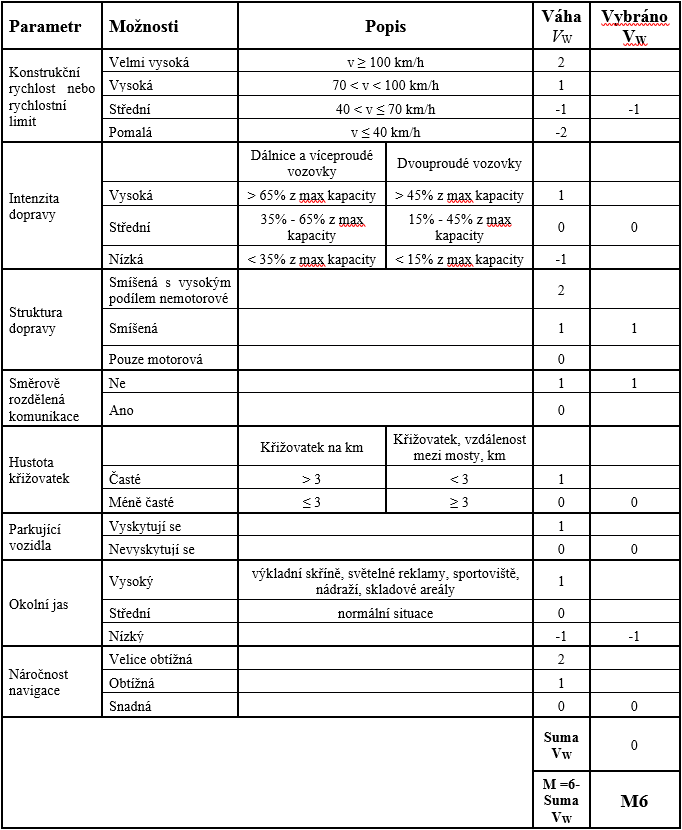 Parametr Možnosti Popis Váha VW Vybráno VW
Konstrukční rychlost nebo rychlostní limit
Velmi vysoká v ≥ 100 km/h 2
Vysoká 70 < v < 100 km/h 1
Střední 40 < v ≤ 70 km/h -1 -1
Pomalá v ≤ 40 km/h -2
Intenzita dopravy
Dálnice a víceproudé vozovky Dvouproudé vozovky
Vysoká > 65% z max kapacity > 45% z max kapacity 1
Střední 35% - 65% z max kapacity 15% - 45% z max kapacity 0 0
Nízká < 35% z max kapacity < 15% z max kapacity -1
Struktura dopravy
Smíšená s vysokým podílem nemotorové 2
Smíšená 1 1
Pouze motorová 0
Směrově rozdělená komunikace
Ne 1 1
Ano 0
Hustota křižovatek
Křižovatek na km Křižovatek, vzdálenost mezi mosty, km
Časté > 3 < 3 1
Méně časté ≤ 3 ≥ 3 0 0
Parkující vozidla
Vyskytují se 1
Nevyskytují se 0 0
Okolní jas
Vysoký výkladní skříně, světelné reklamy, sportoviště, nádraží, skladové areály 1
Střední normální situace 0
Nízký -1 -1
Náročnost navigace
Velice obtížná 2
Obtížná 1
Snadná 0 0
Suma VW 0
M =6- Suma VW M6